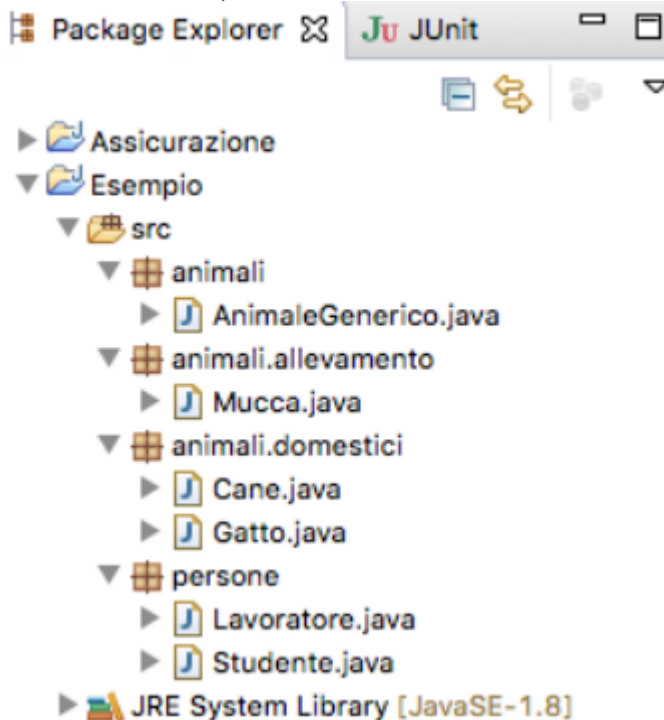 Package Explorer JUnit
Assicurazione
Esempio
src
animali
AnimaleGenerico.java
animali.allevamento
Mucca.java
animali.domestici
Cane.java
Gatto.java
persone
Lavoratore.java
Studente.java
JRE System Library [JavaSE-1.8]